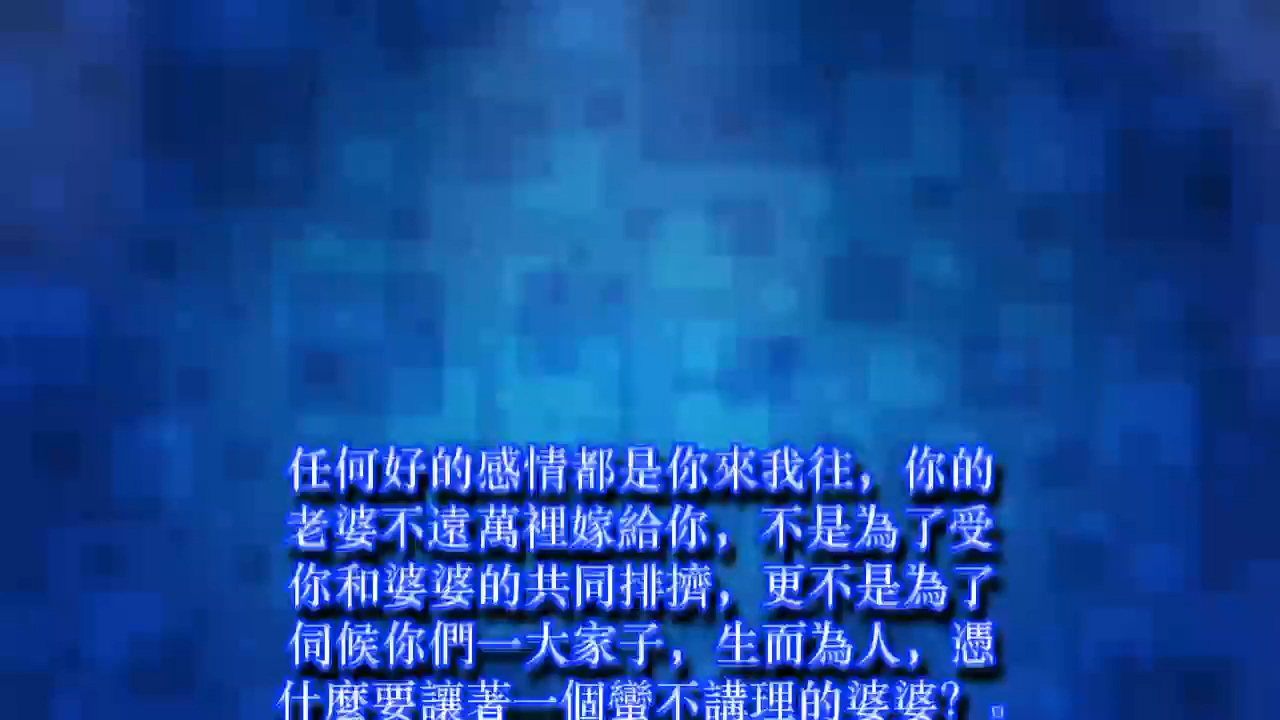 任何好的感情都是你來我往，你的
老婆不遠萬裡嫁給你，不是為了受
你和婆婆的共同排擠，更不是為了
伺候你們一大家子，生而為人，憑
什麼要讓著一個蠻不講理的婆婆？